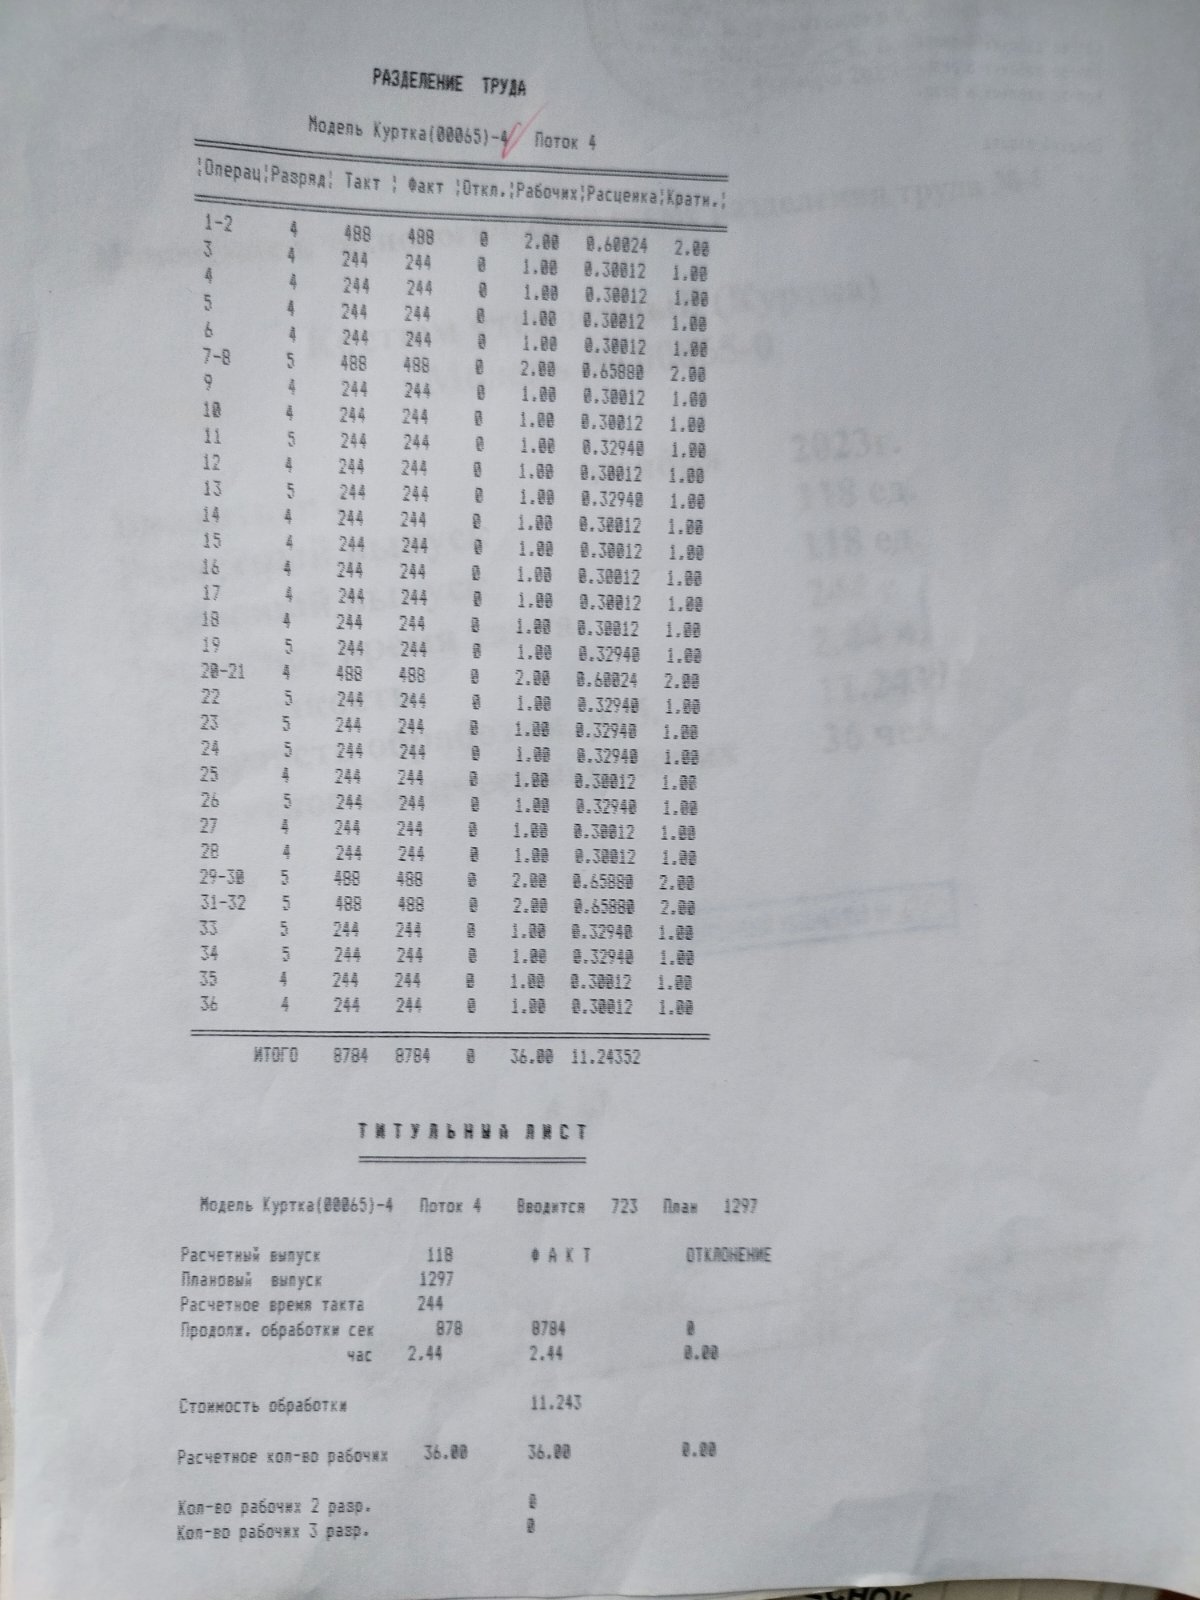 РАЗДЕЛЕНИЕ ТРУДА
Модель Куртка(00065)-4 Поток 4
¦Операц¦Разряд¦ Такт ¦ Факт ¦Откл.¦Рабочих¦Расценка¦Кратн.¦
1-2 4 488 488 0 2.00 0.60024 2.00
3 4 244 244 0 1.00 0.30012 1.00
4 4 244 244 0 1.00 0.30012 1.00
5 4 244 244 0 1.00 0.30012 1.00
6 4 244 244 0 1.00 0.30012 1.00
7-8 5 488 488 0 2.00 0.65880 2.00
9 4 244 244 0 1.00 0.30012 1.00
10 4 244 244 0 1.00 0.30012 1.00
11 5 244 244 0 1.00 0.32940 1.00
12 4 244 244 0 1.00 0.30012 1.00
13 5 244 244 0 1.00 0.32940 1.00
14 4 244 244 0 1.00 0.30012 1.00
15 4 244 244 0 1.00 0.30012 1.00
16 4 244 244 0 1.00 0.30012 1.00
17 4 244 244 0 1.00 0.30012 1.00
18 4 244 244 0 1.00 0.30012 1.00
19 5 244 244 0 1.00 0.32940 1.00
20-21 4 488 488 0 2.00 0.60024 2.00
22 5 244 244 0 1.00 0.32940 1.00
23 5 244 244 0 1.00 0.32940 1.00
24 5 244 244 0 1.00 0.32940 1.00
25 4 244 244 0 1.00 0.30012 1.00
26 5 244 244 0 1.00 0.32940 1.00
27 4 244 244 0 1.00 0.30012 1.00
28 4 244 244 0 1.00 0.30012 1.00
29-30 5 488 488 0 2.00 0.65880 2.00
31-32 5 488 488 0 2.00 0.65880 2.00
33 5 244 244 0 1.00 0.32940 1.00
34 5 244 244 0 1.00 0.32940 1.00
35 4 244 244 0 1.00 0.30012 1.00
36 4 244 244 0 1.00 0.30012 1.00
ИТОГО 8784 8784 0 36.00 11.24352
ТИТУЛЬНЫЙ ЛИСТ
Модель Куртка(00065)-4 Поток 4 Вводится 723 План 1297
Расчетный выпуск 118 ФАКТ ОТКЛОНЕНИЕ
Плановый выпуск 1297
Расчетное время такта 244
Продолж. обработки сек 878 8784 0
час 2.44 2.44 0.00
Стоимость обработки 11.243
Расчетное кол-во рабочих 36.00 36.00 0.00
Кол-во рабочих 2 разр. 0
Кол-во рабочих 3 разр. 0